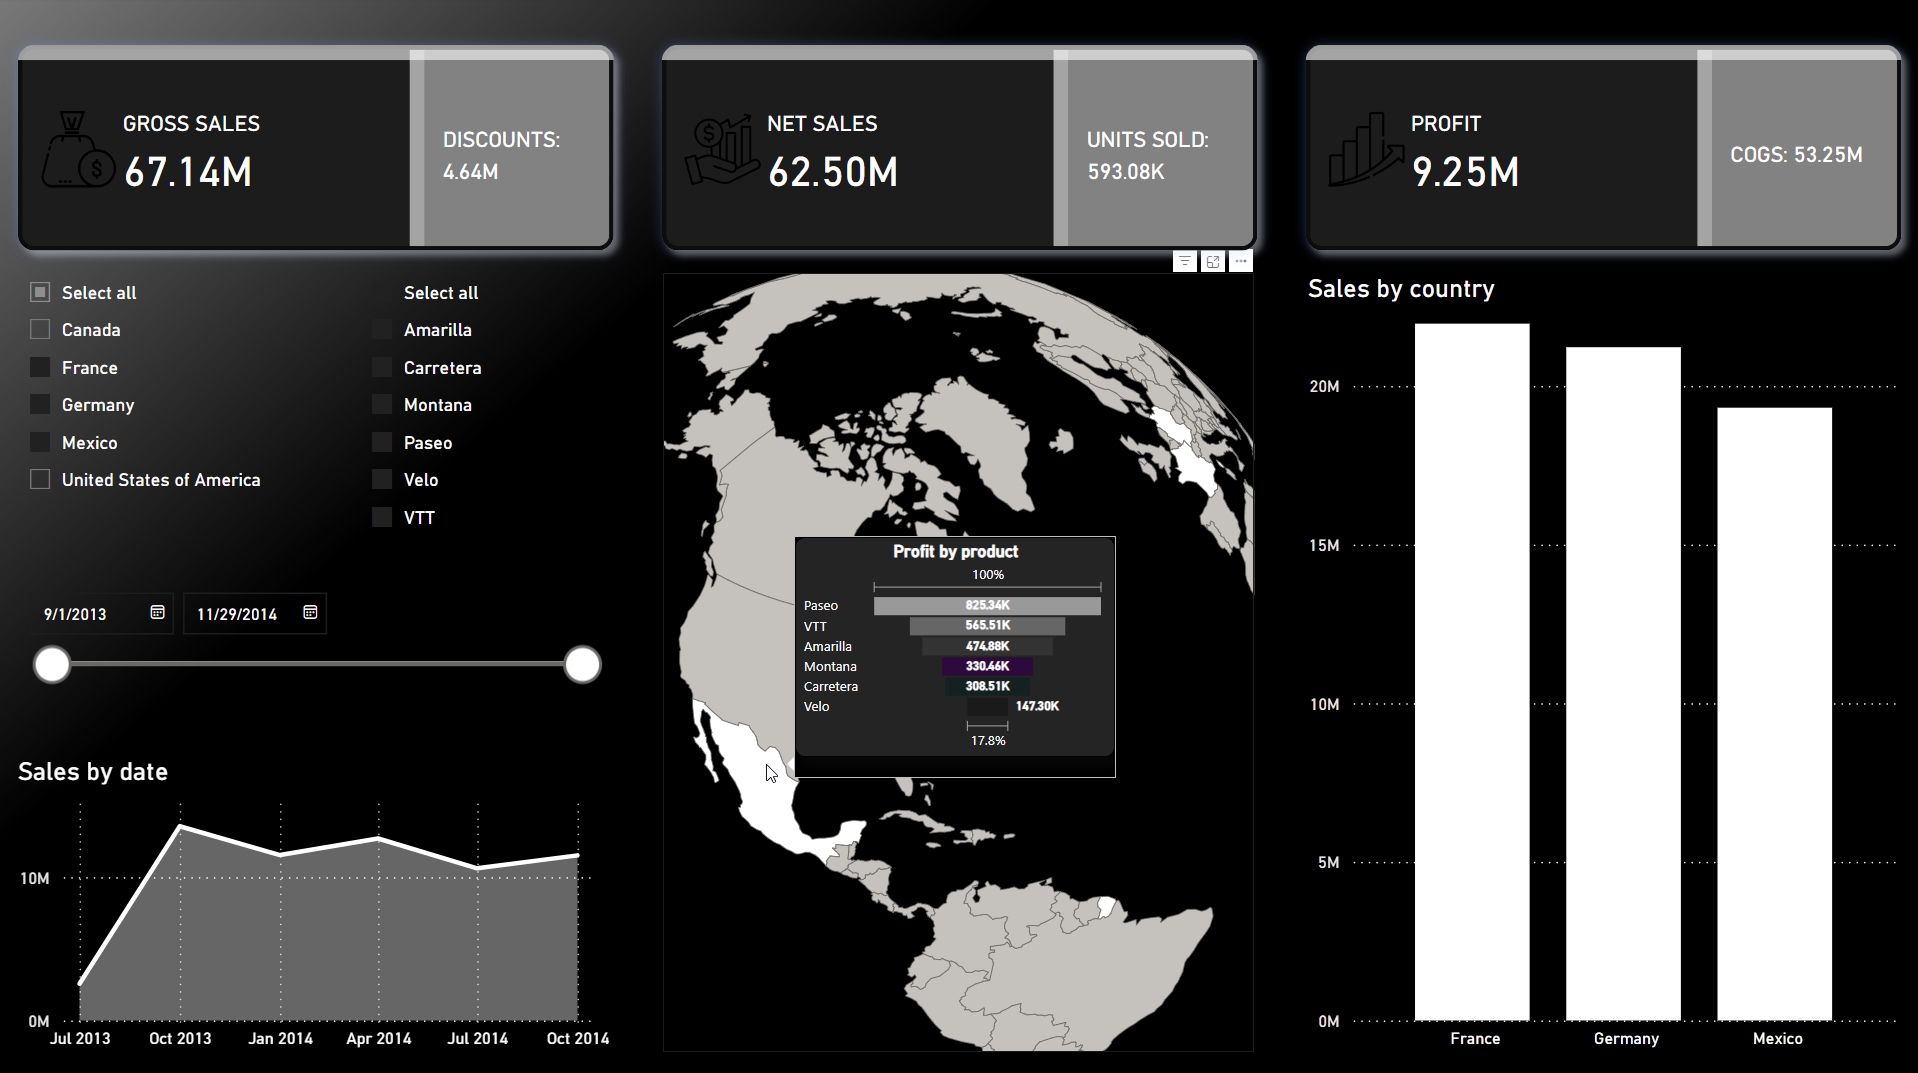 GROSS SALES
67.14M
DISCOUNTS:
4.64M
NET SALES
62.50M
UNITS SOLD:
593.08K
PROFIT
9.25M
COGS: 53.25M
Select all
Canada
France
Germany
Mexico
United States of America
Select all
Amarilla
Carretera
Montana
Paseo
Velo
VTT
9/1/2013
11/29/2014
Sales by date
10M
0M
Jul 2013
Oct 2013
Jan 2014
Apr 2014
Jul 2014
Oct 2014
Profit by product
100%
Paseo 825.34K
VTT 565.51K
Amarilla 474.88K
Montana 330.46K
Carretera 308.51K
Velo 147.30K
17.8%
Sales by country
20M
15M
10M
5M
0M
France
Germany
Mexico